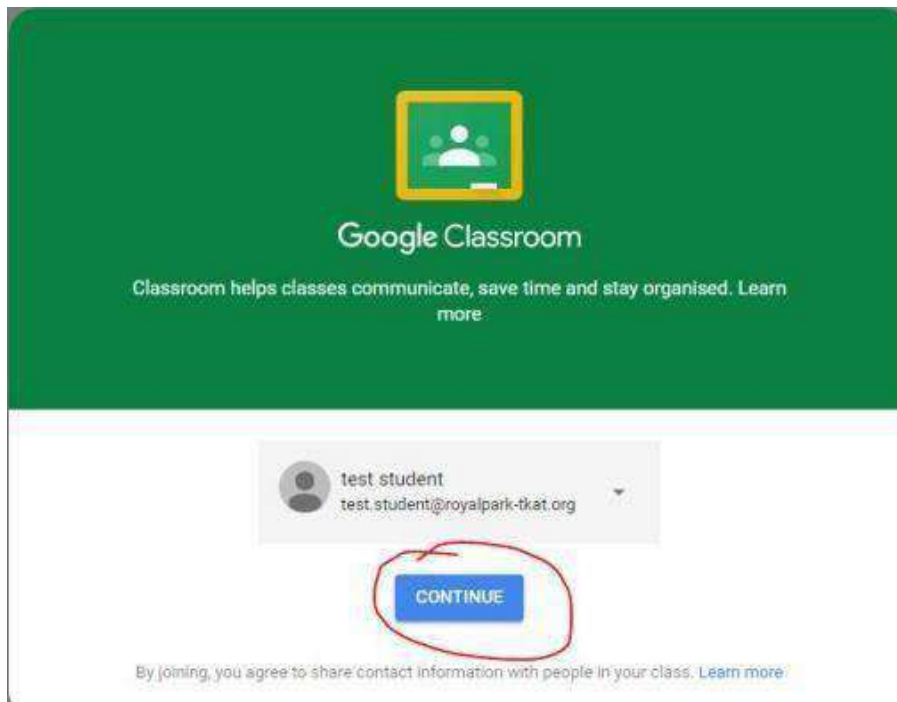 Google Classroom
Classroom helps classes communicate, save time and stay organised. Learn
more
test student
test.student@royalpark-tkat.org
CONTINUE
By joining, you agree to share contact information with people in your class. Learn more